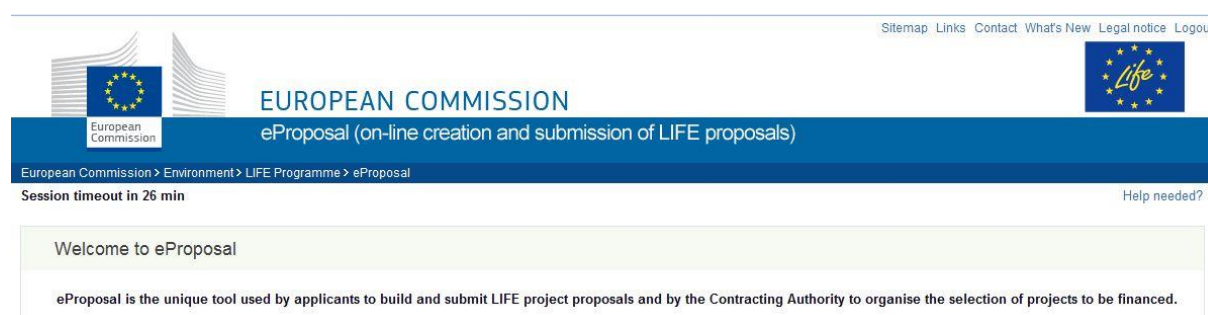 Sitemap Links Contact What's New Legal notice Logou
Life
EUROPEAN COMMISSION
European
Commission
eProposal (on-line creation and submission of LIFE proposals)
European Commission > Environment > LIFE Programme > eProposal
Session timeout in 26 min
Help needed?
Welcome to eProposal
eProposal is the unique tool used by applicants to build and submit LIFE project proposals and by the Contracting Authority to organise the selection of projects to be financed.